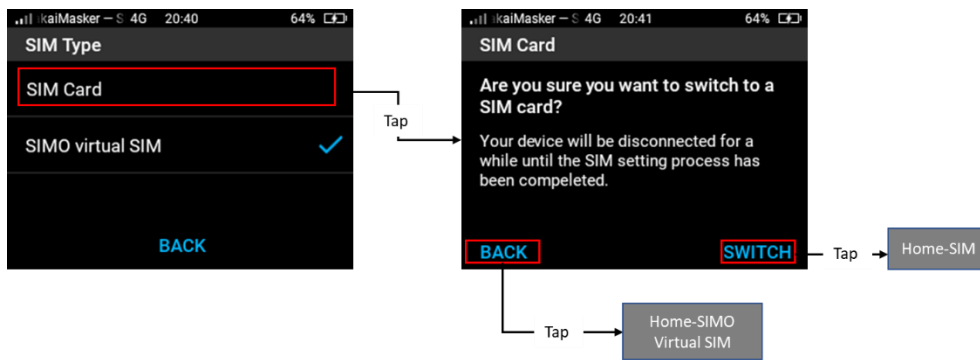 kaiMasker – S 4G 20:40 64%
SIM Type
SIM Card
SIMO virtual SIM
BACK
Tap
kaiMasker – S 4G 20:41 64%
SIM Card
Are you sure you want to switch to a
SIM card?
Your device will be disconnected for a
while until the SIM setting process has
been compeleted.
BACK
SWITCH
Tap
Home-SIM
Tap
Home-SIMO
Virtual SIM